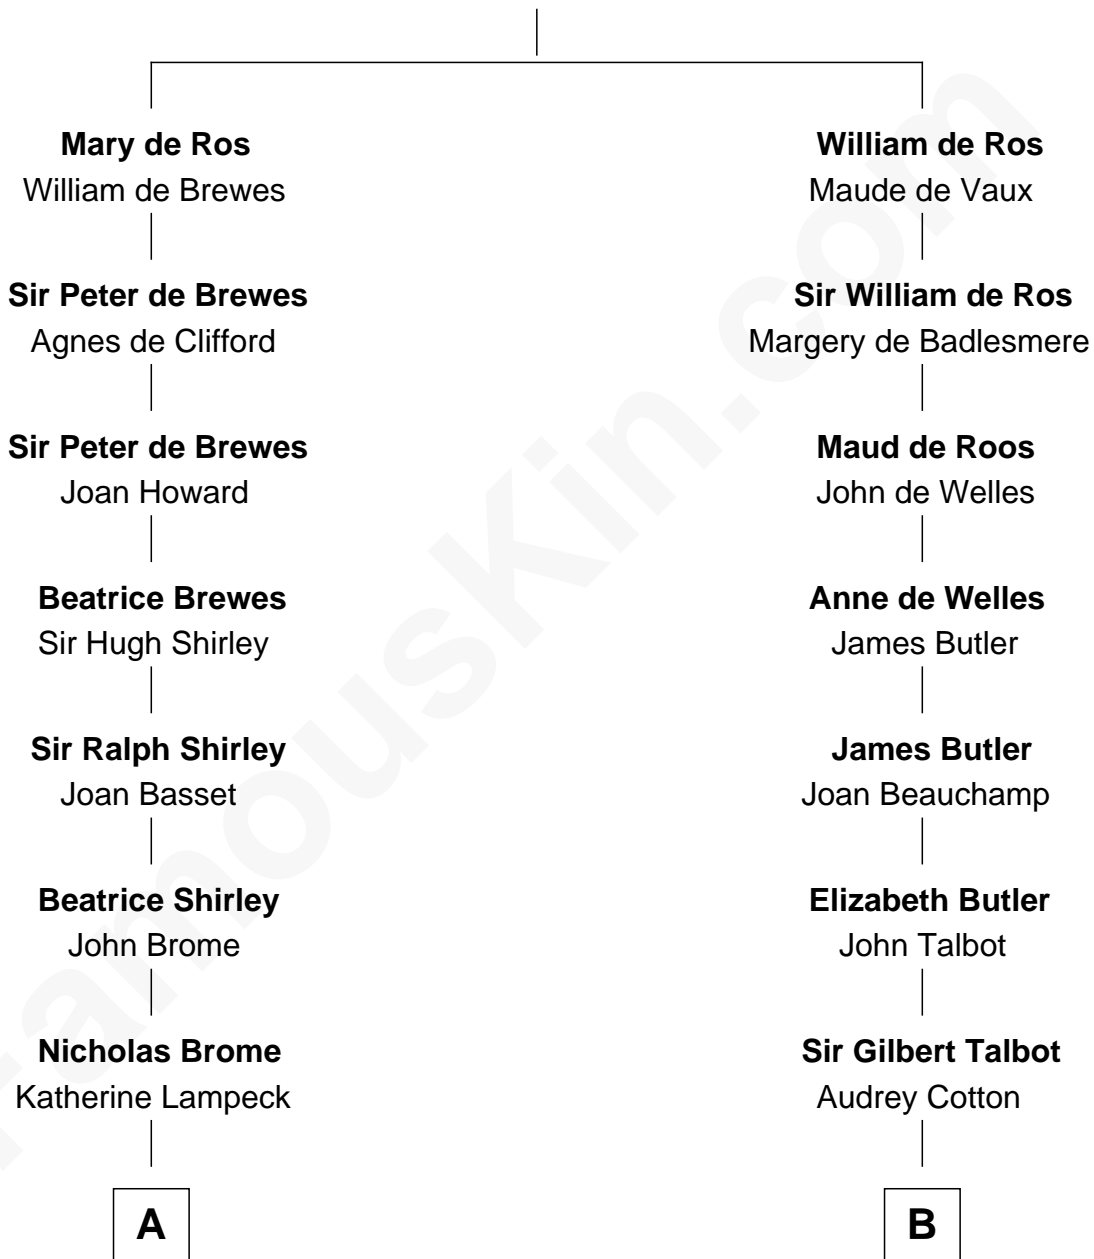 Mary de Ros
William de Brewes
Sir Peter de Brewes
Agnes de Clifford
Sir Peter de Brewes
Joan Howard
Beatrice Brewes
Sir Hugh Shirley
Sir Ralph Shirley
Joan Basset
Beatrice Shirley
John Brome
Nicholas Brome
Katherine Lampeck
A
William de Ros
Maude de Vaux
Sir William de Ros
Margery de Badlesmere
Maud de Roos
John de Welles
Anne de Welles
James Butler
James Butler
Joan Beauchamp
Elizabeth Butler
John Talbot
Sir Gilbert Talbot
Audrey Cotton
B
FamousKin.com